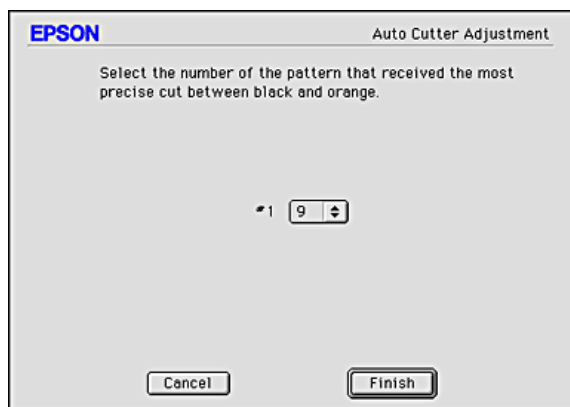 EPSON Auto Cutter Adjustment
Select the number of the pattern that received the most
precise cut between black and orange.
#1 9
Cancel Finish